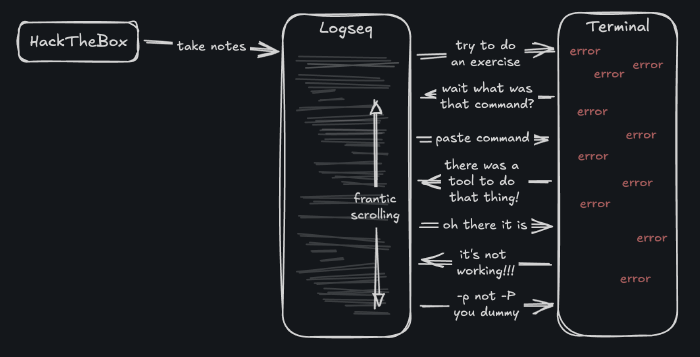 HackTheBox
take notes
Logseq
frantic
scrolling
try to do
an exercise
wait what was
that command?
paste command
there was a
tool to do
that thing!
oh there it is
it's not
working!!!
-p not -P
you dummy
Terminal
error
error
error
error
error
error
error
error
error
error